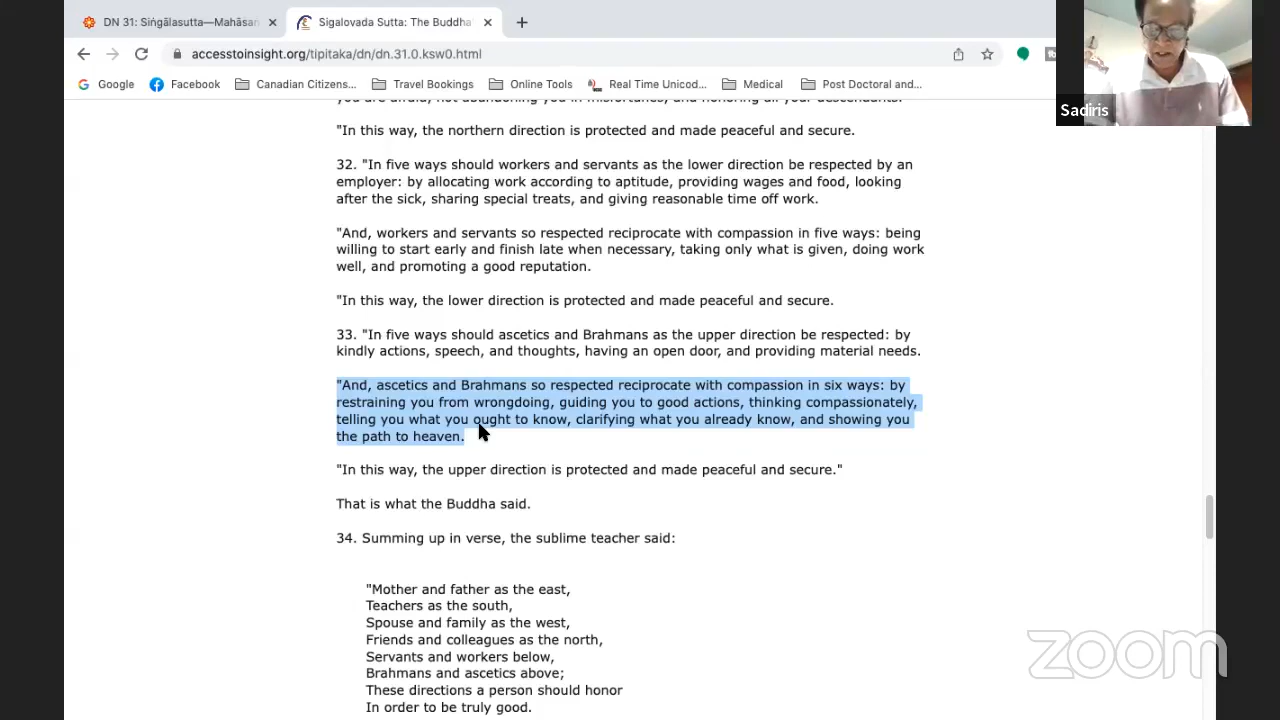 DN 31: Siṅgālasutta—Mahāsaṅ
Sigalovada Sutta: The Buddha'
accesstoinsight.org/tipitaka/dn/dn.31.0.ksw0.html
Google Facebook Canadian Citizens... Travel Bookings Online Tools Real Time Unicod... Medical Post Doctoral and...
Sadiris
you are afraid, not abandoning you in misfortunes, and honoring all your descendants.
"In this way, the northern direction is protected and made peaceful and secure.
32. "In five ways should workers and servants as the lower direction be respected by an
employer: by allocating work according to aptitude, providing wages and food, looking
after the sick, sharing special treats, and giving reasonable time off work.
"And, workers and servants so respected reciprocate with compassion in five ways: being
willing to start early and finish late when necessary, taking only what is given, doing work
well, and promoting a good reputation.
"In this way, the lower direction is protected and made peaceful and secure.
33. "In five ways should ascetics and Brahmans as the upper direction be respected: by
kindly actions, speech, and thoughts, having an open door, and providing material needs.
"And, ascetics and Brahmans so respected reciprocate with compassion in six ways: by
restraining you from wrongdoing, guiding you to good actions, thinking compassionately,
telling you what you ought to know, clarifying what you already know, and showing you
the path to heaven.
"In this way, the upper direction is protected and made peaceful and secure."
That is what the Buddha said.
34. Summing up in verse, the sublime teacher said:
"Mother and father as the east,
Teachers as the south,
Spouse and family as the west,
Friends and colleagues as the north,
Servants and workers below,
Brahmans and ascetics above;
These directions a person should honor
In order to be truly good.
zoom